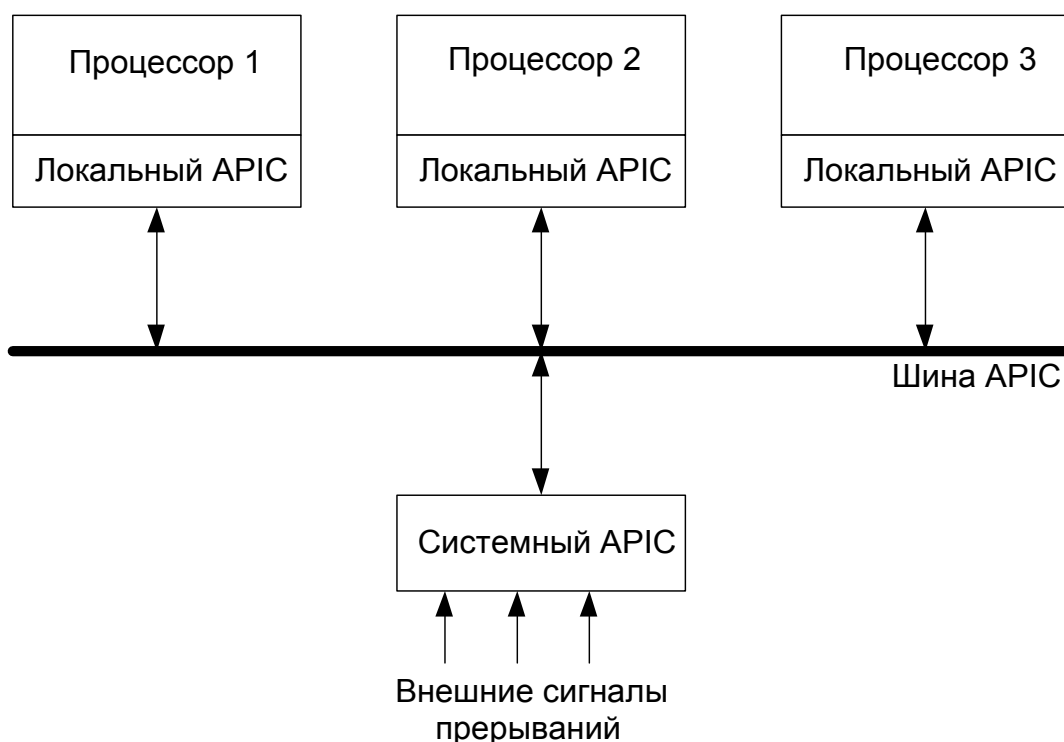 Процессор 1
Процессор 2
Процессор 3
Локальный APIC
Локальный APIC
Локальный APIC
Шина APIC
Системный APIC
Внешние сигналы
прерываний